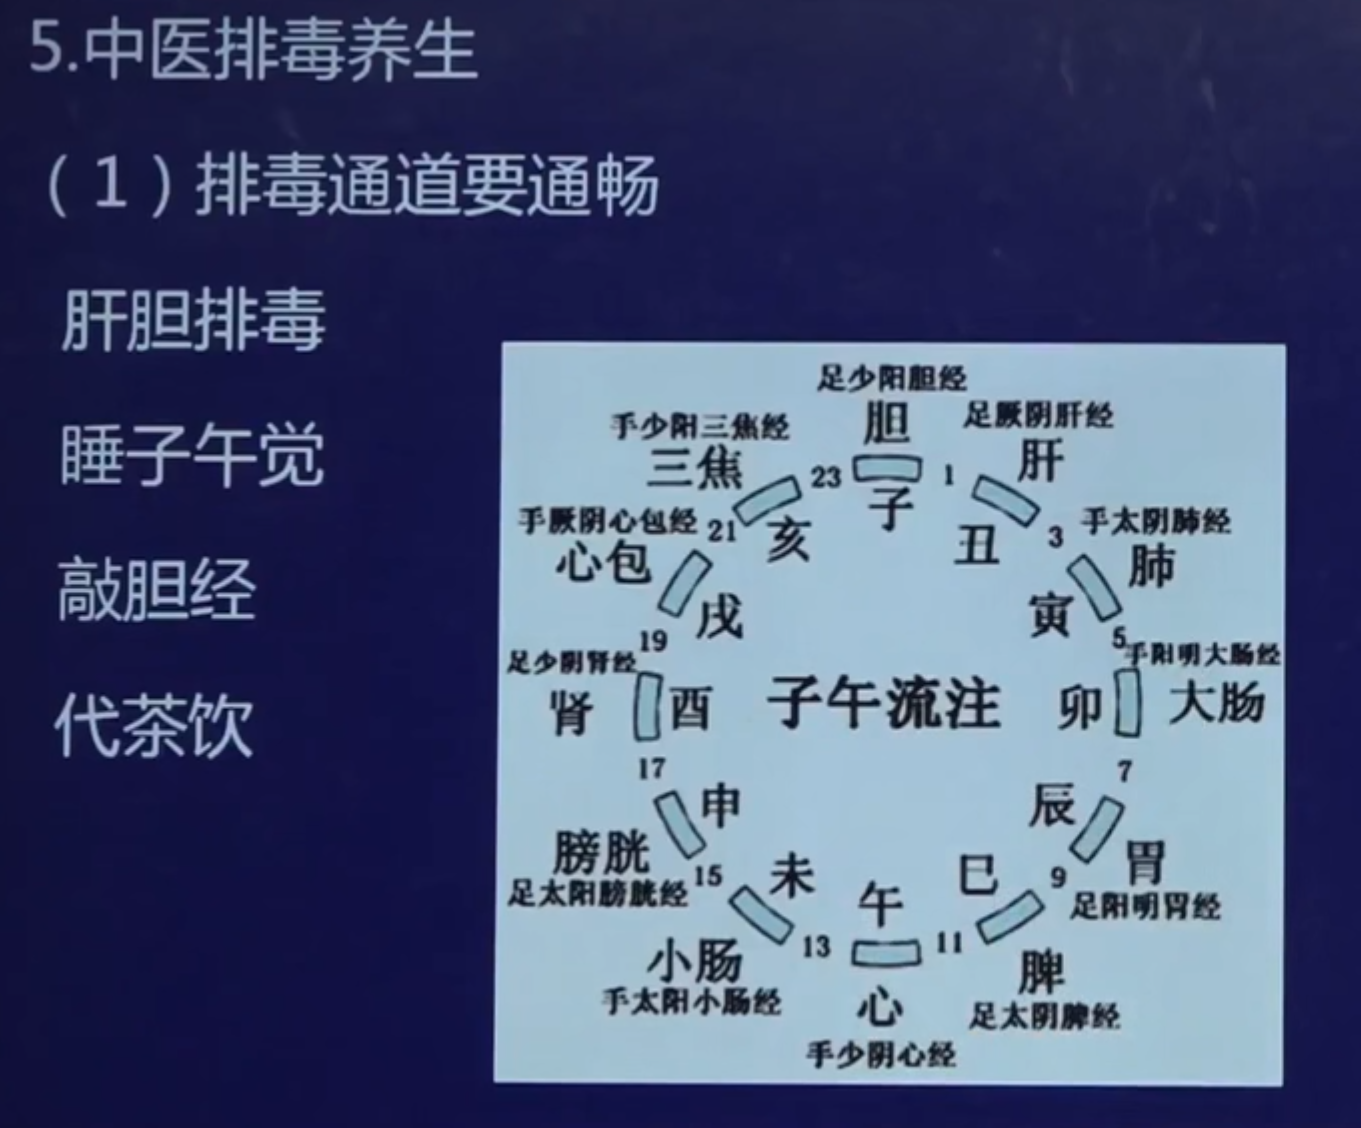 5.中医排毒养生
（1）排毒通道要通畅
肝胆排毒
睡子午觉
敲胆经
代茶饮
足少阳胆经
胆
23
子
1
足厥阴肝经
肝
丑
3
手太阴肺经
肺
寅
5
手阳明大肠经
大肠
卯
7
辰
胃
足阳明胃经
9
巳
脾
足太阴脾经
11
午
心
手少阴心经
13
未
小肠
手太阳小肠经
15
申
膀胱
足太阳膀胱经
17
足少阴肾经
肾
酉
19
手厥阴心包经
心包
戌
21
手少阳三焦经
三焦
亥
子午流注